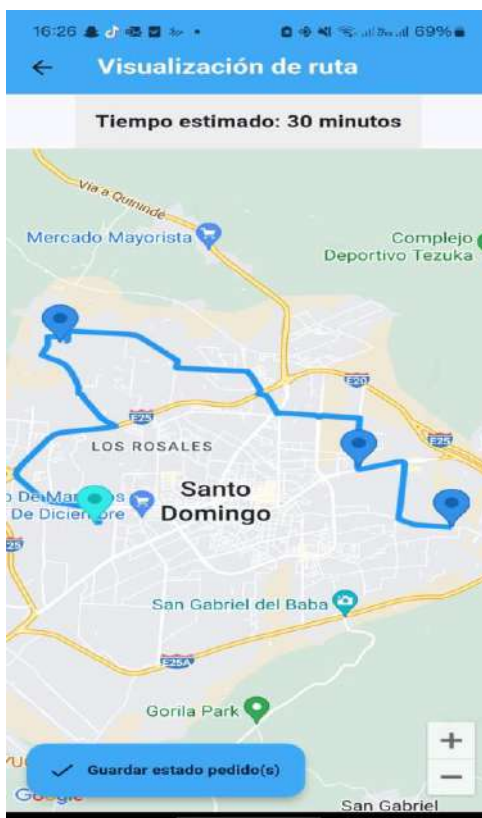 16:26
69%
Visualización de ruta
Tiempo estimado: 30 minutos
Vía a Quinindé
Mercado Mayorista
Complejo
Deportivo Tezuka
E20
E25
E25
LOS ROSALES
Santo
Domingo
De
De
San Gabriel del Baba
E25A
Gorila Park
Guardar estado pedido(s)
Google
San Gabriel